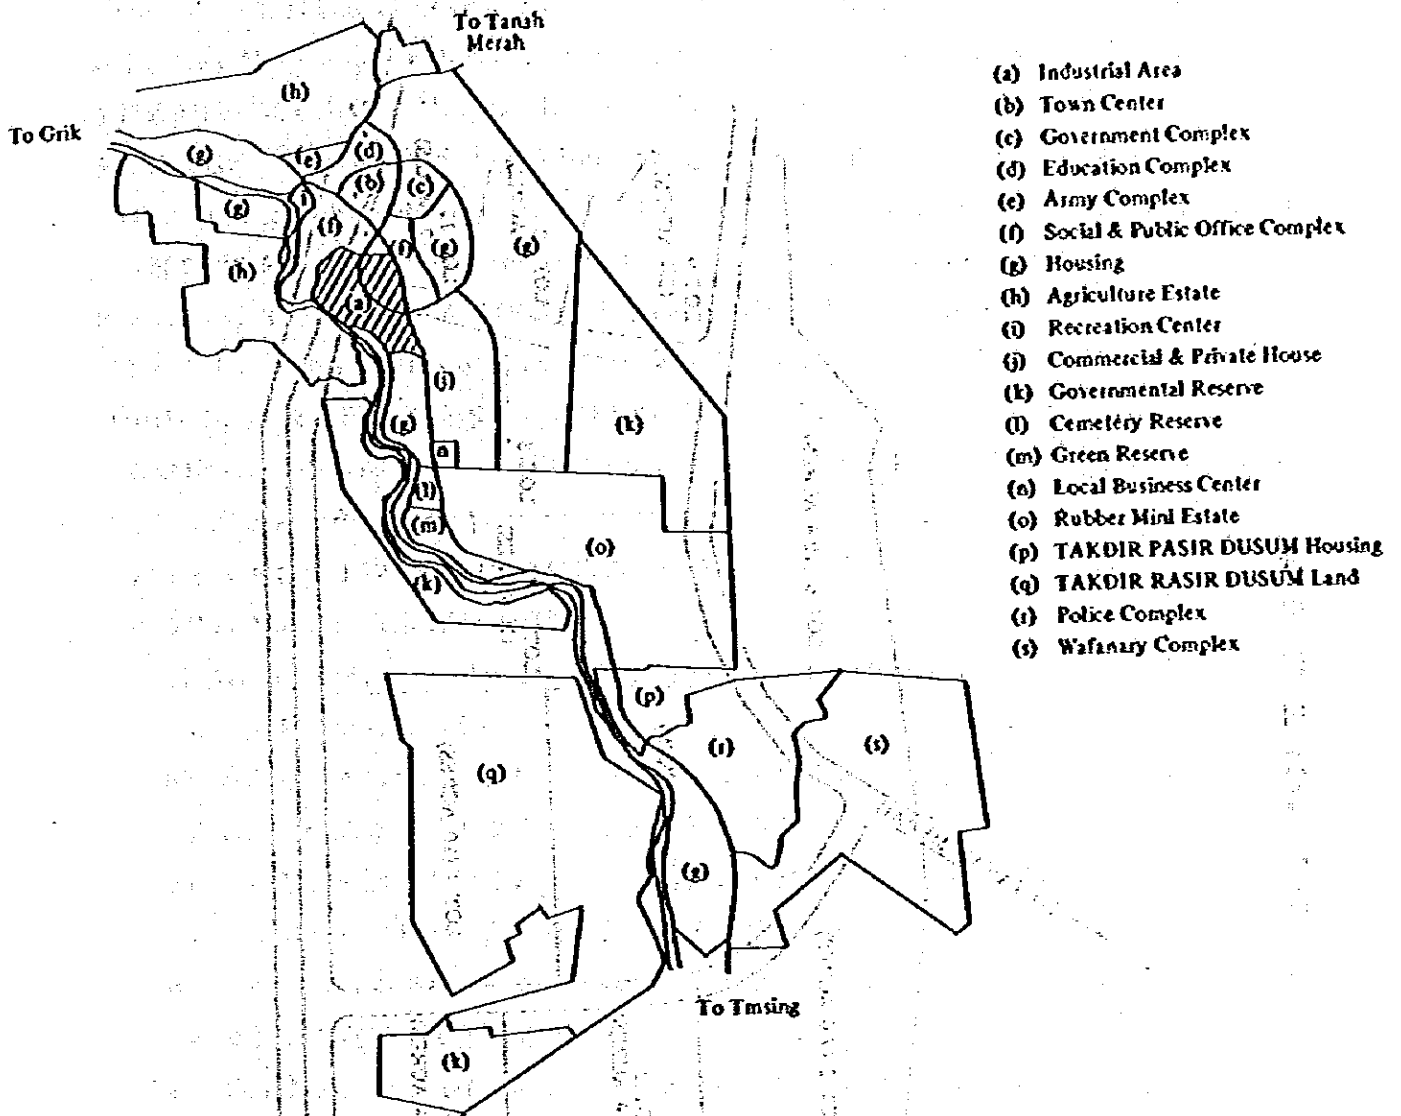 To Tanah
Merah
To Grik
(a) Industrial Area
(b) Town Center
(c) Government Complex
(d) Education Complex
(e) Army Complex
(f) Social & Public Office Complex
(g) Housing
(h) Agriculture Estate
(i) Recreation Center
(j) Commercial & Private House
(k) Governmental Reserve
(l) Cemetery Reserve
(m) Green Reserve
(n) Local Business Center
(o) Rubber Mini Estate
(p) TAKDIR PASIR DUSUM Housing
(q) TAKDIR RASIR DUSUM Land
(r) Police Complex
(s) Wafanary Complex
(h)
(g)
(e)
(d)
(b)
(c)
(g)
(i)
(f)
(f)
(g)
(g)
(h)
(a)
(j)
(g)
(k)
n
(l)
(m)
(o)
(k)
(p)
(q)
(r)
(s)
(g)
To Tmsing
(k)